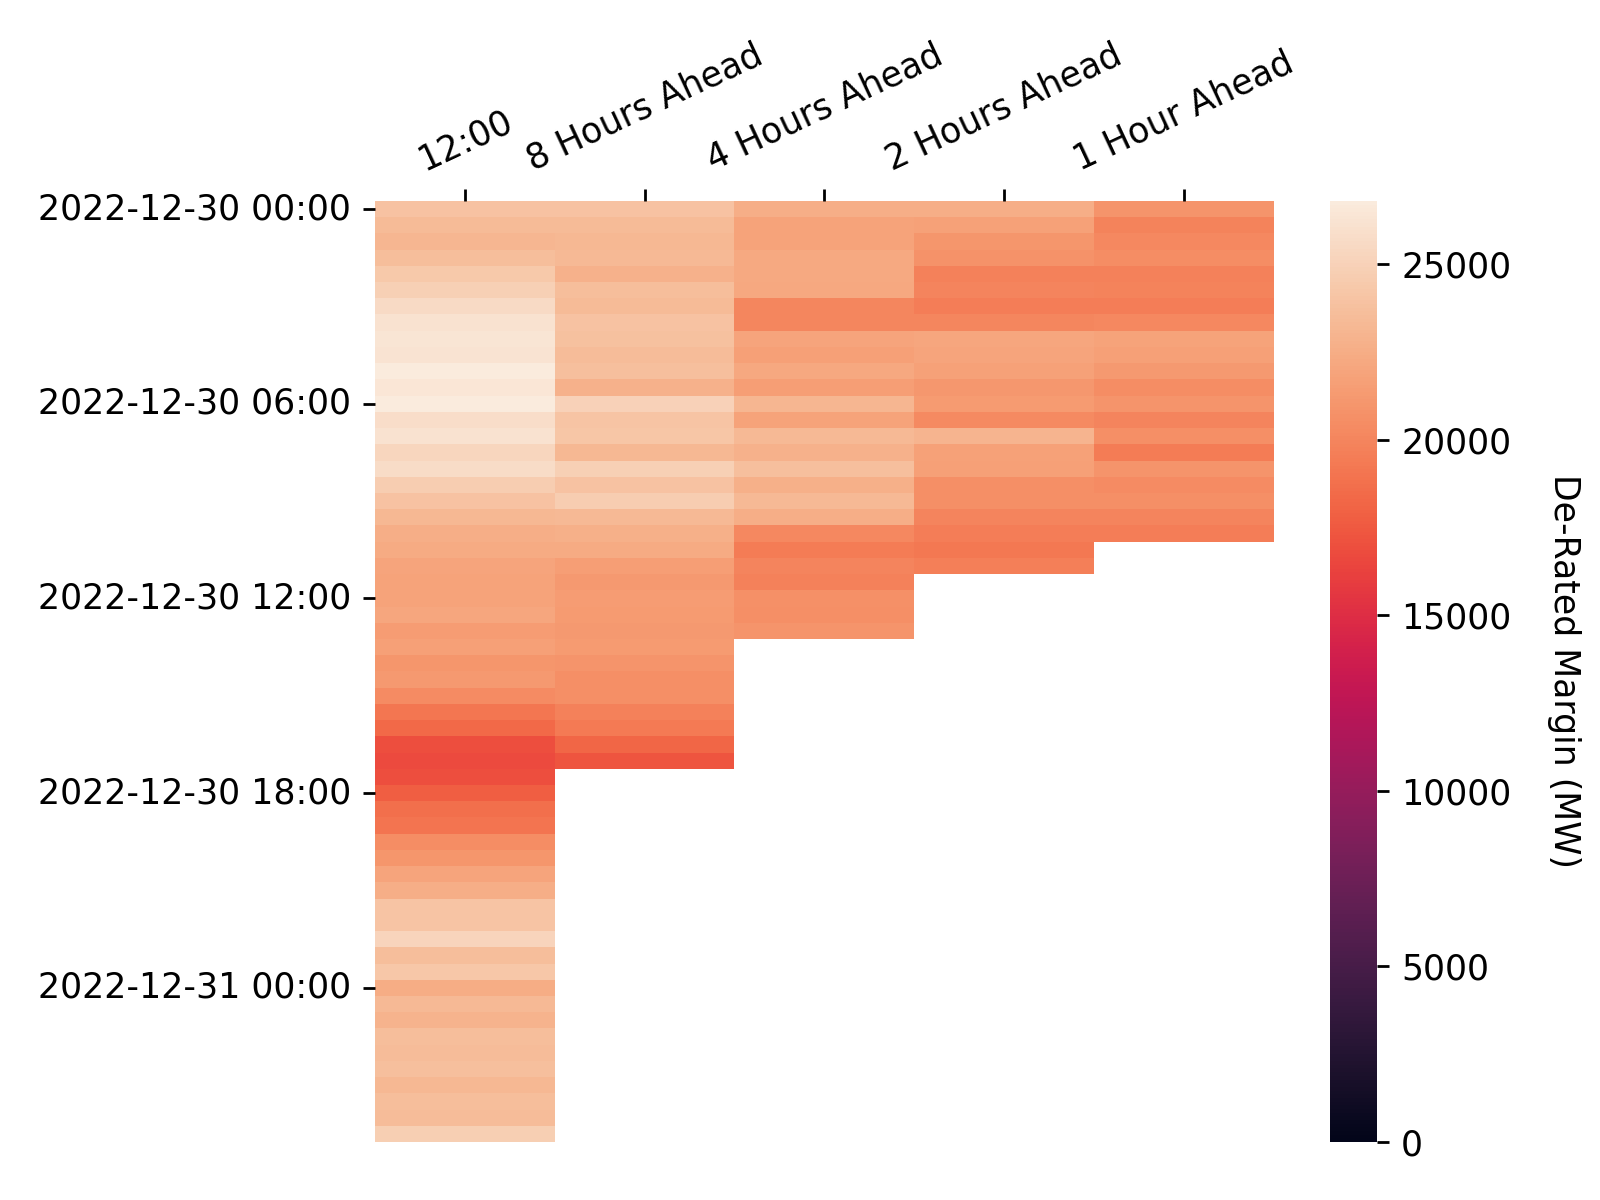 12:00
8 Hours Ahead
4 Hours Ahead
2 Hours Ahead
1 Hour Ahead
2022-12-30 00:00
2022-12-30 06:00
2022-12-30 12:00
2022-12-30 18:00
2022-12-31 00:00
25000
20000
15000
10000
5000
0
De-Rated Margin (MW)